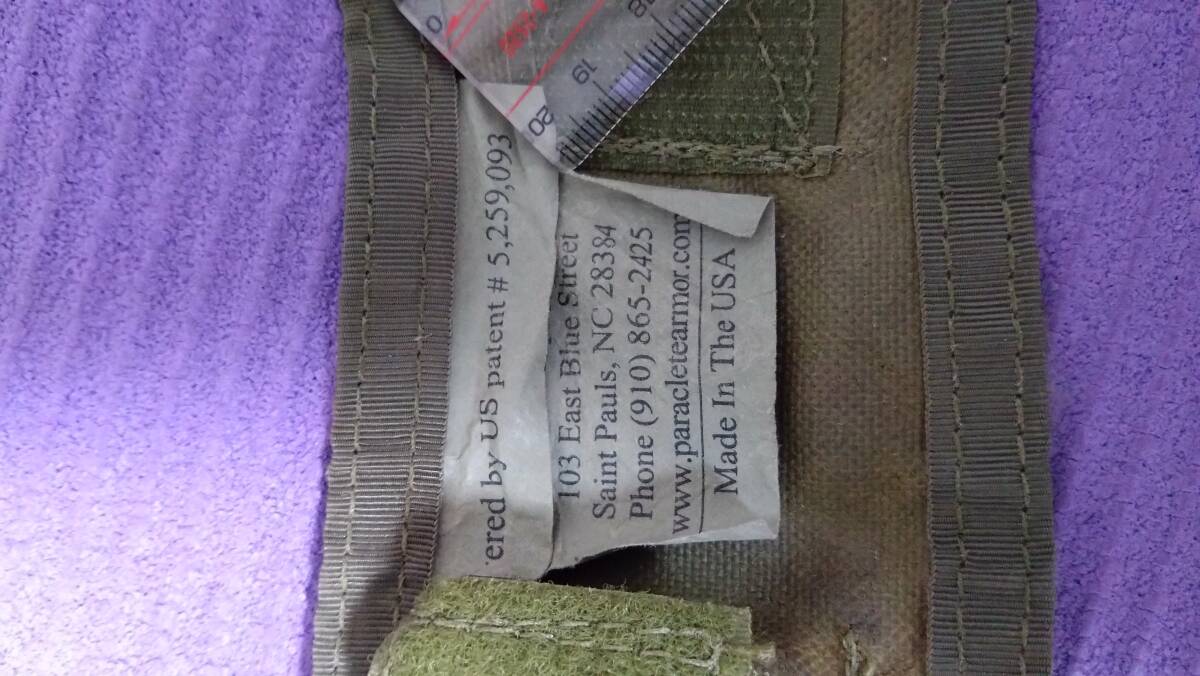 ered by US patent # 5,259,093
103 East Blue Street
Saint Pauls, NC 28384
Phone (910) 865-2425
www.paracletearmor.com
Made In The USA
0
18
19
20